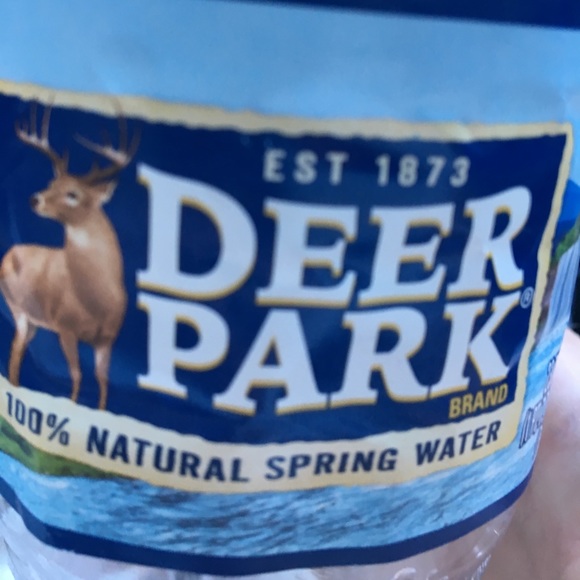 EST 1873
DEER
PARK®
BRAND
100% NATURAL SPRING WATER